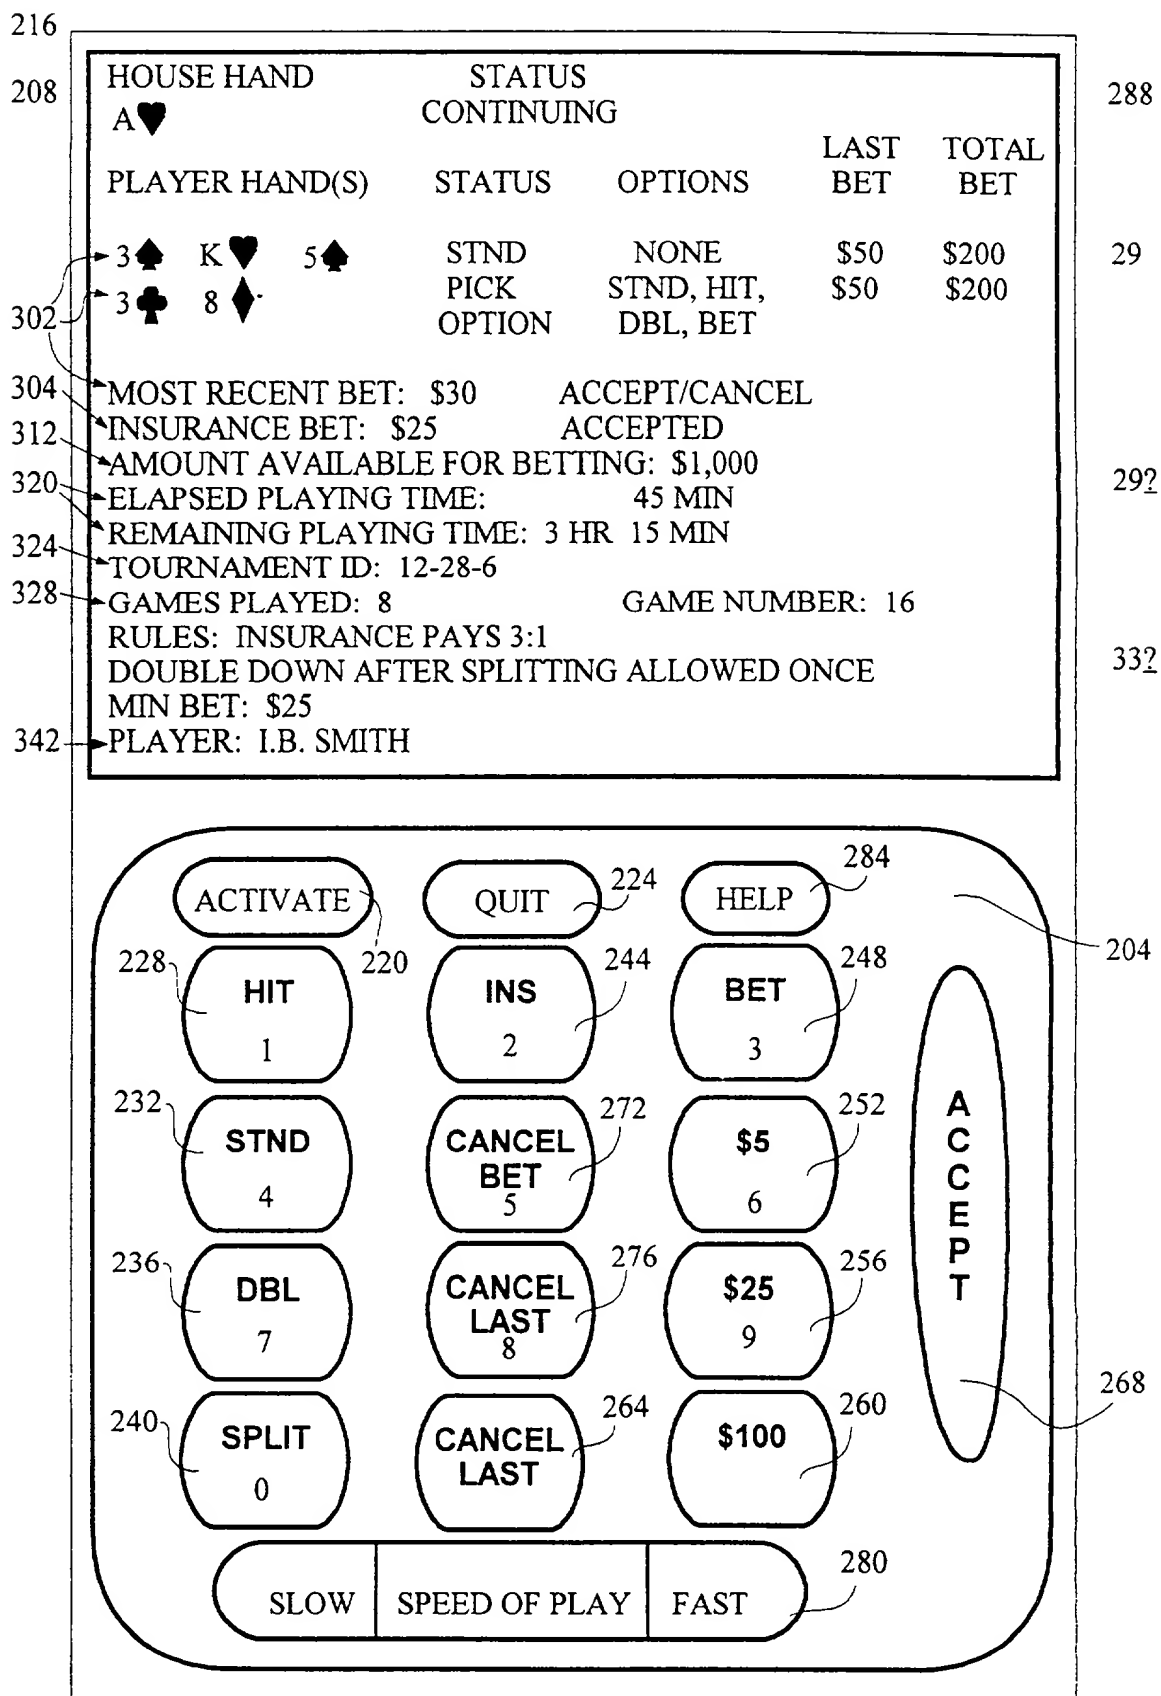 216
208
HOUSE HAND STATUS
A♥ CONTINUING
288
LAST TOTAL
PLAYER HAND(S) STATUS OPTIONS BET BET
3♠ K♥ 5♠ STND NONE $50 $200
29
3♣ 8♦ PICK STND, HIT, $50 $200
OPTION DBL, BET
302
304 MOST RECENT BET: $30 ACCEPT/CANCEL
312 INSURANCE BET: $25 ACCEPTED
AMOUNT AVAILABLE FOR BETTING: $1,000
320 ELAPSED PLAYING TIME: 45 MIN 29?
REMAINING PLAYING TIME: 3 HR 15 MIN
324 TOURNAMENT ID: 12-28-6
328 GAMES PLAYED: 8 GAME NUMBER: 16
RULES: INSURANCE PAYS 3:1
DOUBLE DOWN AFTER SPLITTING ALLOWED ONCE 33?
MIN BET: $25
342 PLAYER: I.B. SMITH
ACTIVATE QUIT 224 HELP 284
204
228 220 244 248
HIT INS BET
1 2 3
232 272 252
STND CANCEL $5
BET
4 5 6
236 276 256
DBL CANCEL $25
LAST
7 8 9
ACCEPT
268
240 264 260
SPLIT CANCEL $100
LAST
0
280
SLOW SPEED OF PLAY FAST